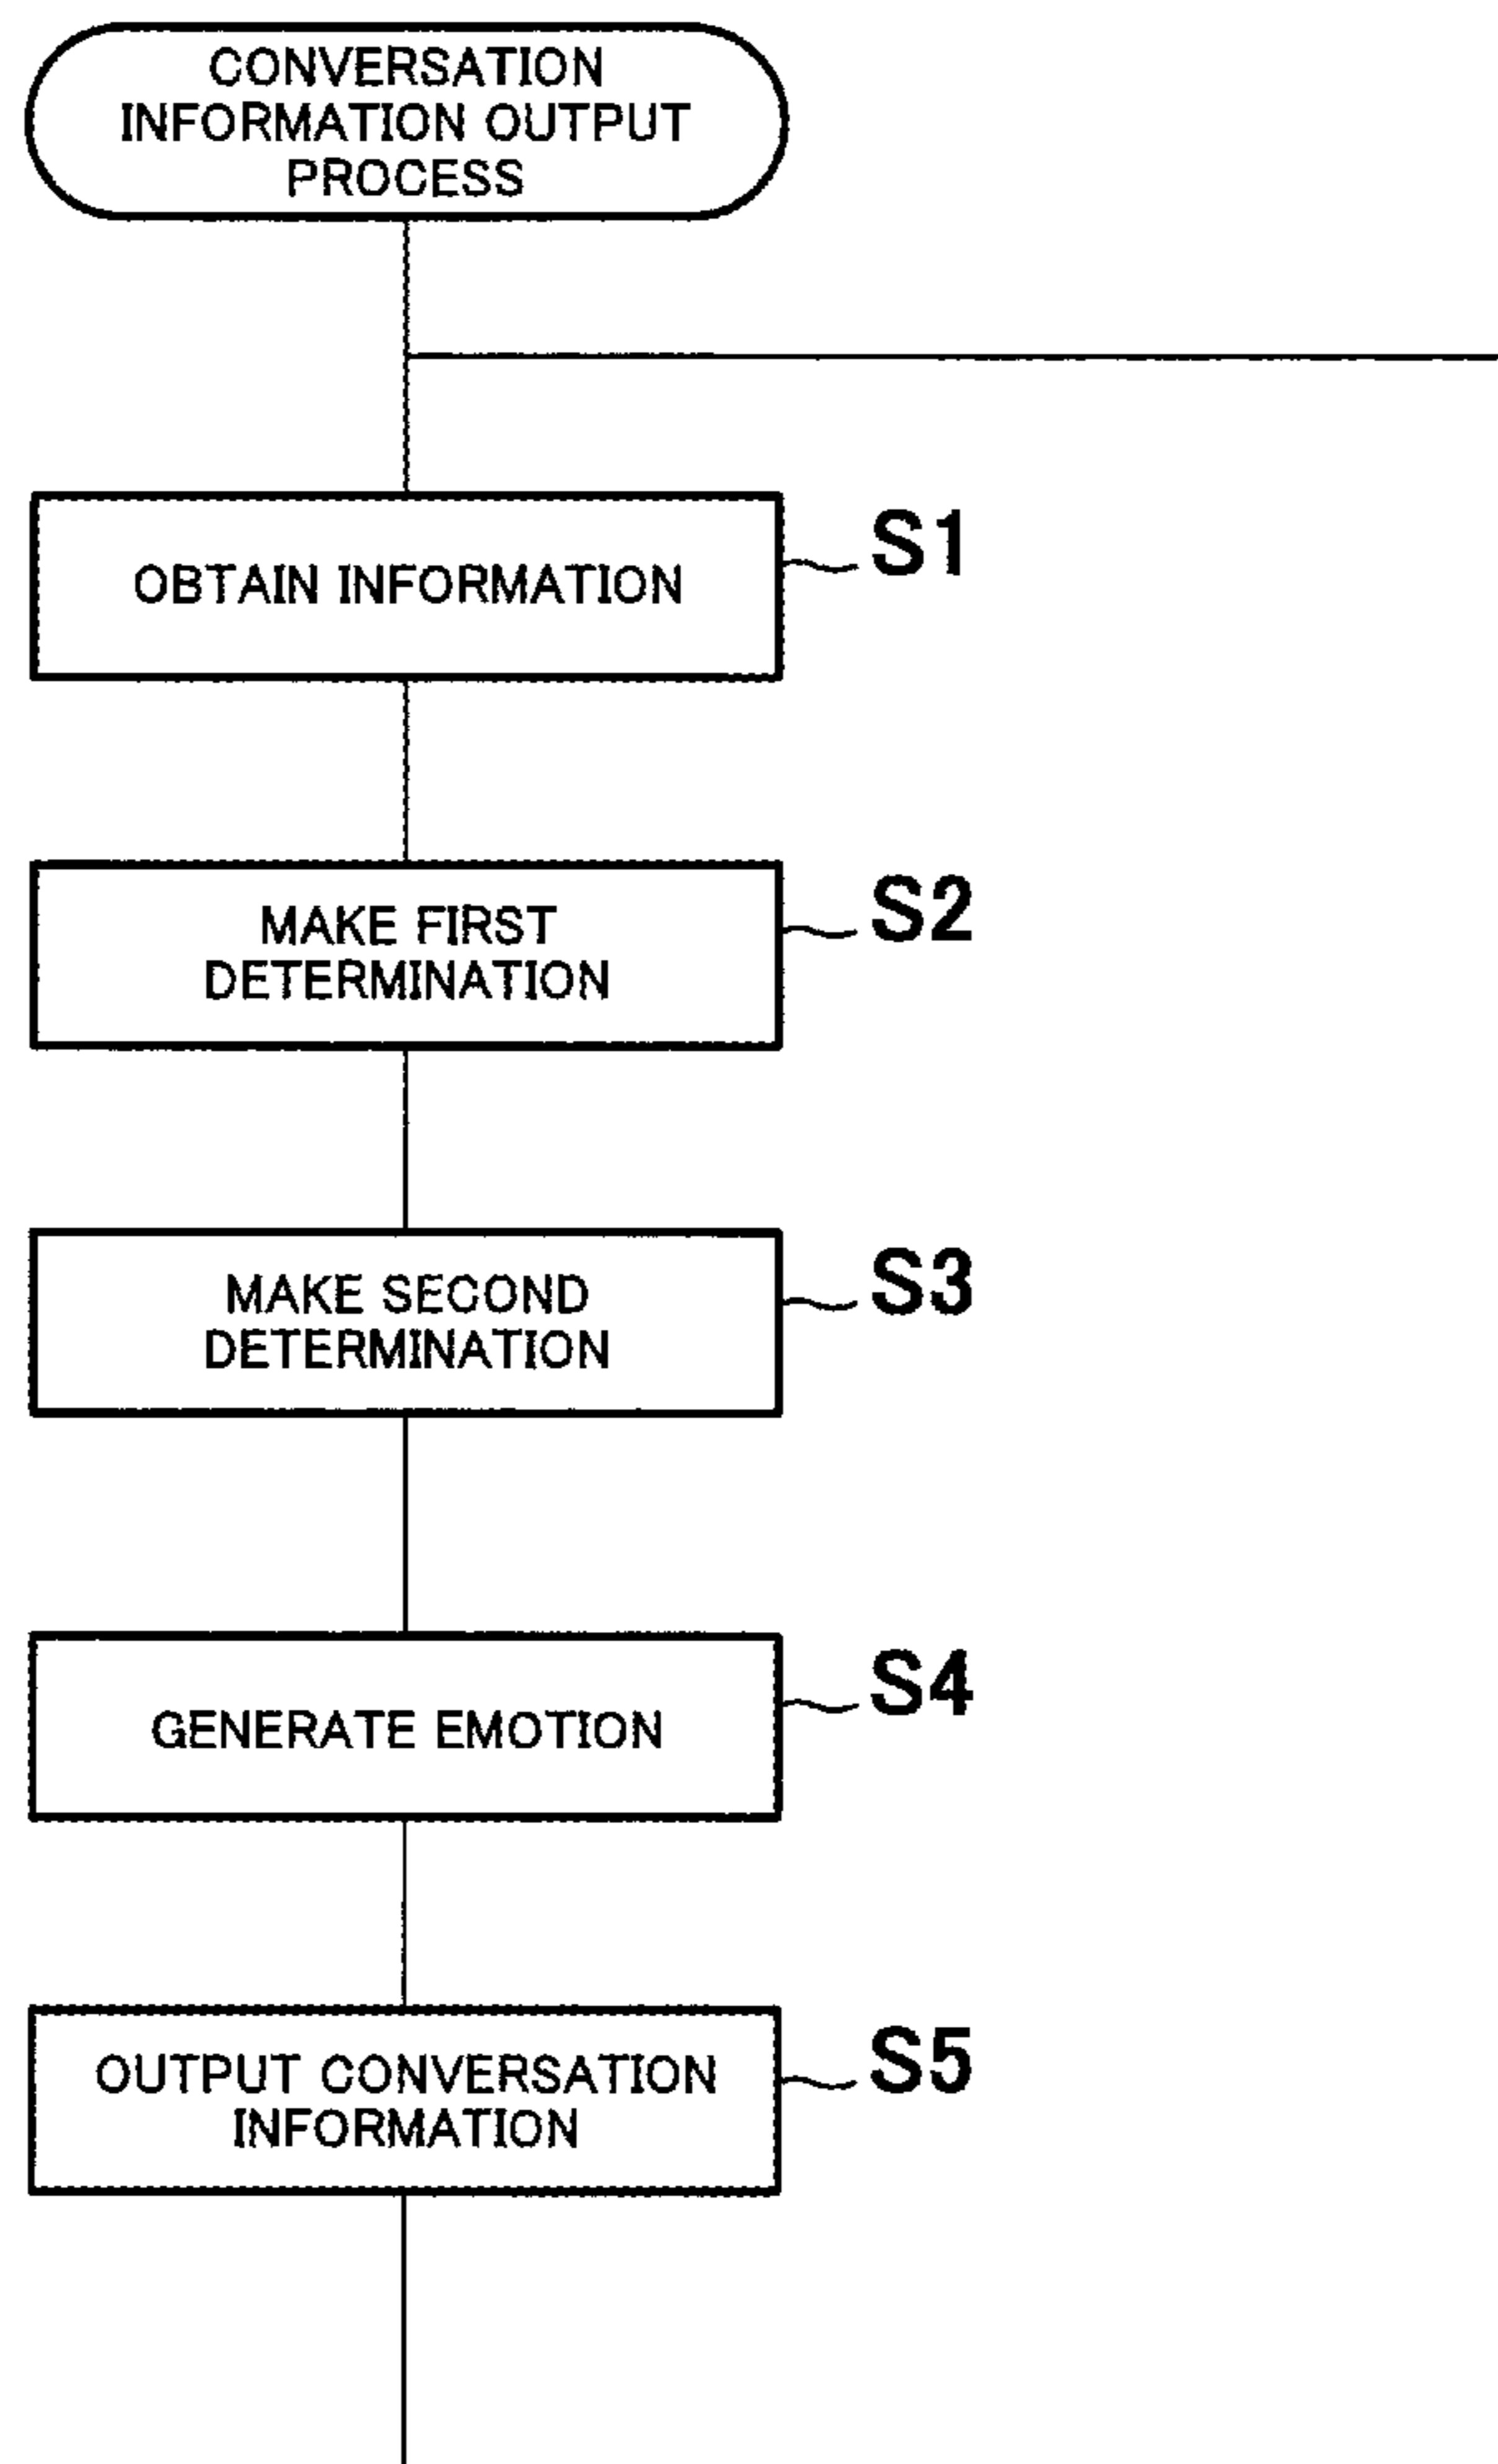 CONVERSATION
INFORMATION OUTPUT
PROCESS
OBTAIN INFORMATION
S1
MAKE FIRST
DETERMINATION
S2
MAKE SECOND
DETERMINATION
S3
GENERATE EMOTION
S4
OUTPUT CONVERSATION
INFORMATION
S5